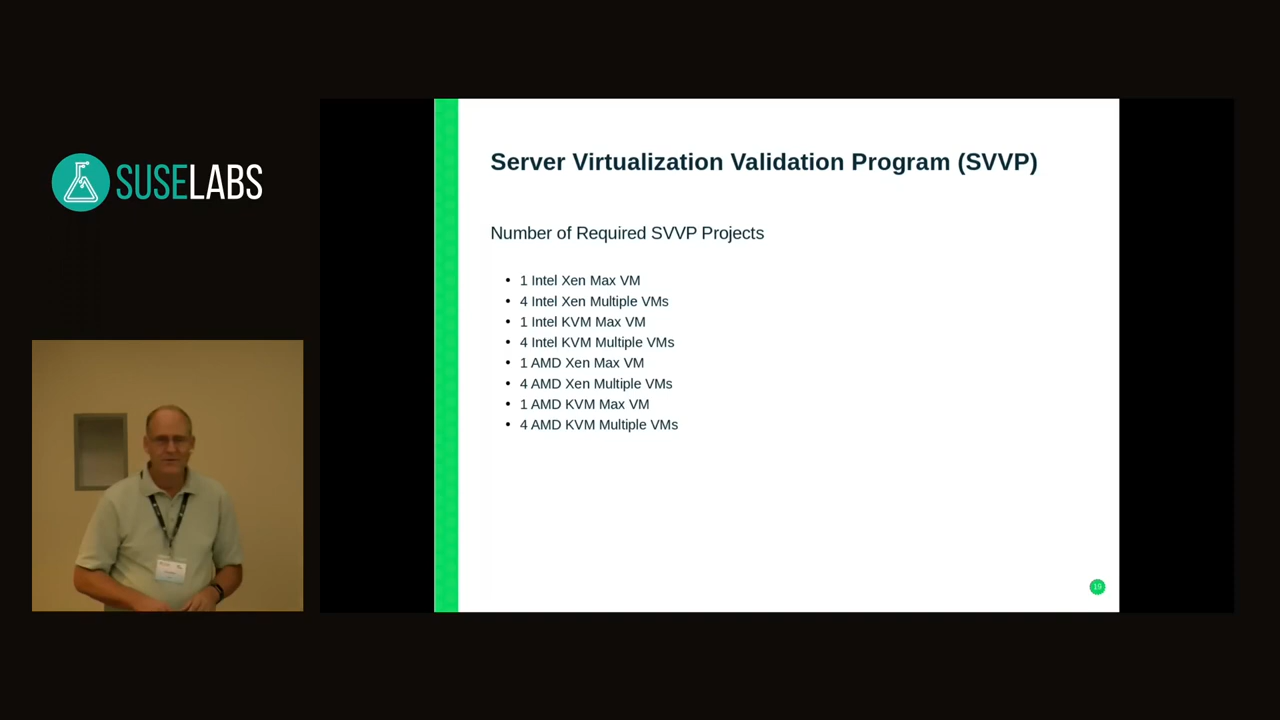 SUSELABS
Server Virtualization Validation Program (SVVP)
Number of Required SVVP Projects
• 1 Intel Xen Max VM
• 4 Intel Xen Multiple VMs
• 1 Intel KVM Max VM
• 4 Intel KVM Multiple VMs
• 1 AMD Xen Max VM
• 4 AMD Xen Multiple VMs
• 1 AMD KVM Max VM
• 4 AMD KVM Multiple VMs
19